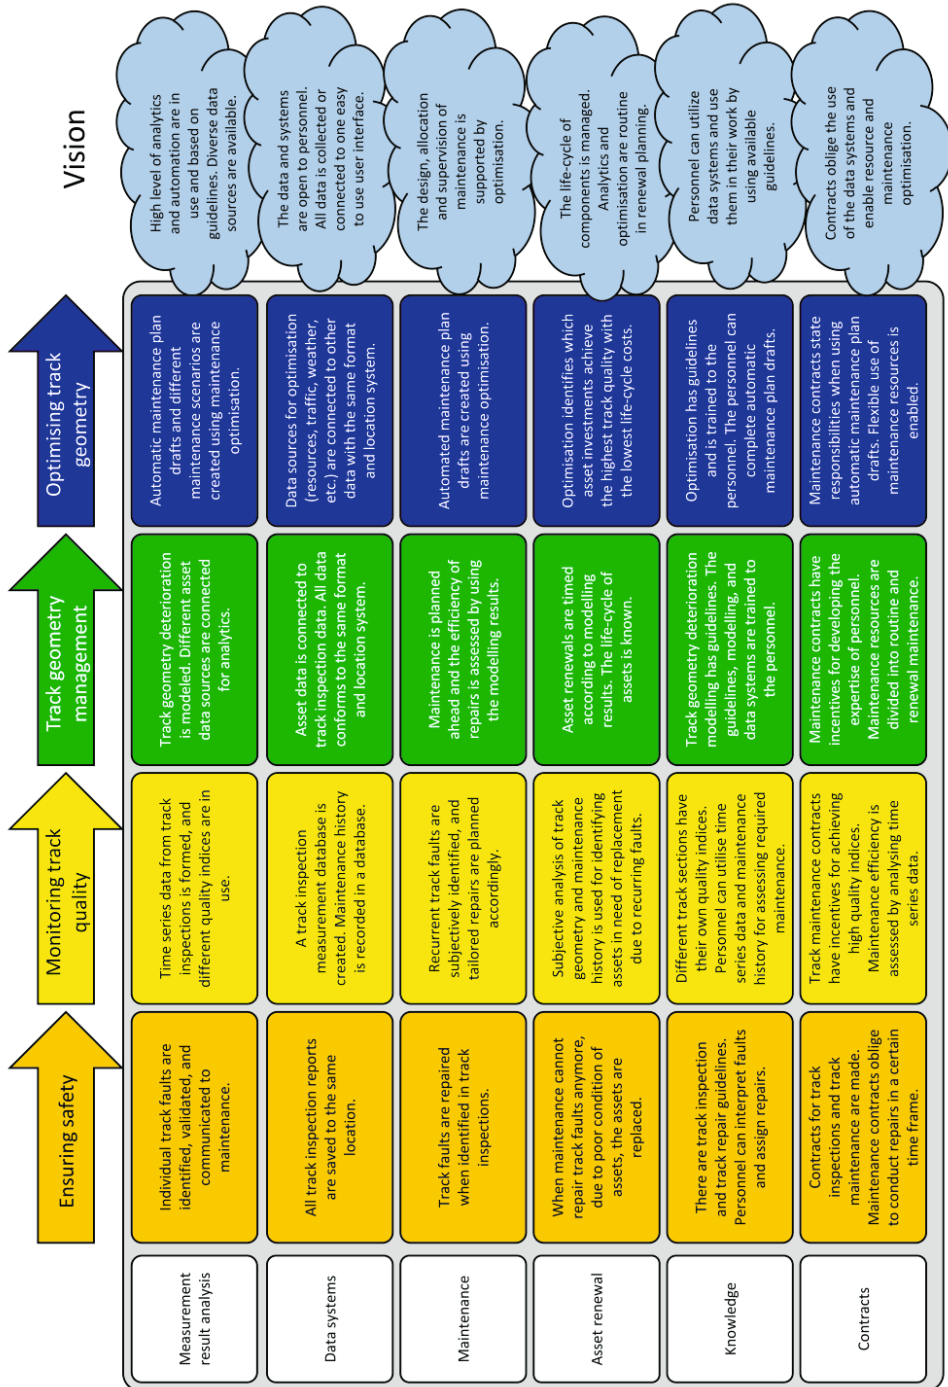 Ensuring safety
Monitoring track
quality
Track geometry
management
Optimising track
geometry
Vision
Measurement
result analysis
Individual track faults are
identified, validated, and
communicated to
maintenance.
Time series data from track
inspections is formed, and
different quality indices are in
use.
Track geometry deterioration
is modeled. Different asset
data sources are connected
for analytics.
Automatic maintenance plan
drafts and different
maintenance scenarios are
created using maintenance
optimisation.
High level of analytics
and automation are in
use and based on
guidelines. Diverse data
sources are available.
Data systems
All track inspection reports
are saved to the same
location.
A track inspection
measurement database is
created. Maintenance history
is recorded in a database.
Asset data is connected to
track inspection data. All data
conforms to the same format
and location system.
Data sources for optimisation
(resources, traffic, weather,
etc.) are connected to other
data with the same format
and location system.
The data and systems
are open to personnel.
All data is collected or
connected to one easy
to use user interface.
Maintenance
Track faults are repaired
when identified in track
inspections.
Recurrent track faults are
subjectively identified, and
tailored repairs are planned
accordingly.
Maintenance is planned
ahead and the efficiency of
repairs is assessed by using
the modelling results.
Automated maintenance plan
drafts are created using
maintenance optimisation.
The design, allocation
and supervision of
maintenance is
supported by
optimisation.
Asset renewal
When maintenance cannot
repair track faults anymore,
due to poor condition of
assets, the assets are
replaced.
Subjective analysis of track
geometry and maintenance
history is used for identifying
assets in need of replacement
due to recurring faults.
Asset renewals are timed
according to modelling
results. The life-cycle of
assets is known.
Optimisation identifies which
asset investments achieve
the highest track quality with
the lowest life-cycle costs.
The life-cycle of
components is managed.
Analytics and
optimisation are routine
in renewal planning.
Knowledge
There are track inspection
and track repair guidelines.
Personnel can interpret faults
and assign repairs.
Different track sections have
their own quality indices.
Personnel can utilise time
series data and maintenance
history for assessing required
maintenance.
Track geometry deterioration
modelling has guidelines. The
guidelines, modelling, and
data systems are trained to
the personnel.
Optimisation has guidelines
and is trained to the
personnel. The personnel can
complete automatic
maintenance plan drafts.
Personnel can utilize
data systems and use
them in their work by
using available
guidelines.
Contracts
Contracts for track
inspections and track
maintenance are made.
Maintenance contracts oblige
to conduct repairs in a certain
time frame.
Track maintenance contracts
have incentives for achieving
high quality indices.
Maintenance efficiency is
assessed by analysing time
series data.
Maintenance contracts have
incentives for developing the
expertise of personnel.
Maintenance resources are
divided into routine and
renewal maintenance.
Maintenance contracts state
responsibilities when using
automatic maintenance plan
drafts. Flexible use of
maintenance resources is
enabled.
Contracts oblige the use
of the data systems and
enable resource and
maintenance
optimisation.